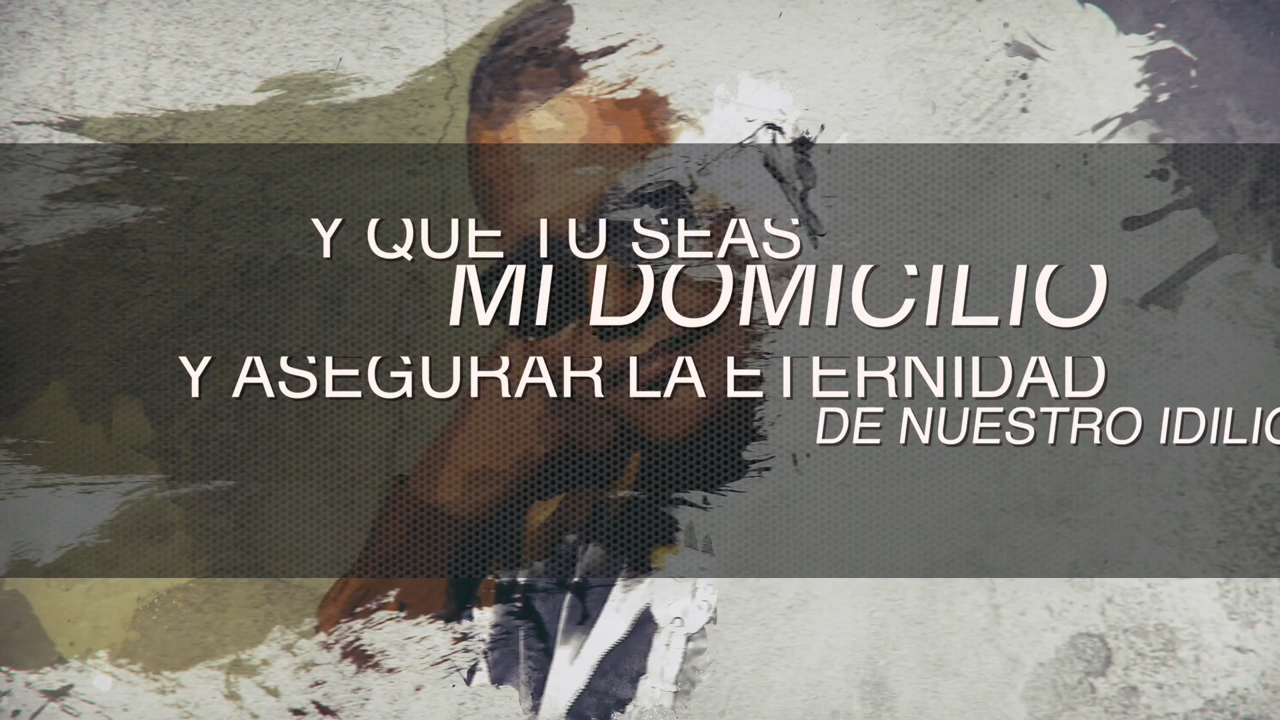 Y QUE TU SEAS
MI DOMICILIO
Y ASEGURAR LA ETERNIDAD
DE NUESTRO IDILIO